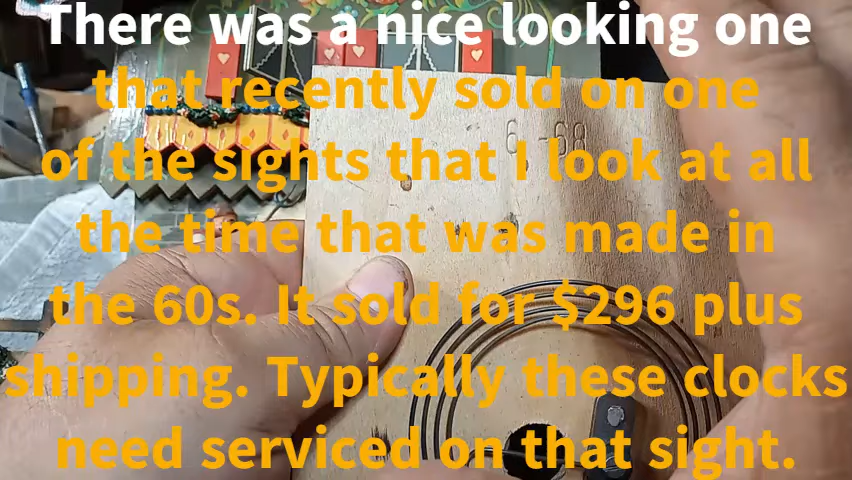 There was a nice looking one
that recently sold on one
of the sights that I look at all
the time that was made in
the 60s. It sold for $296 plus
shipping. Typically these clocks
need serviced on that sight.
6-68